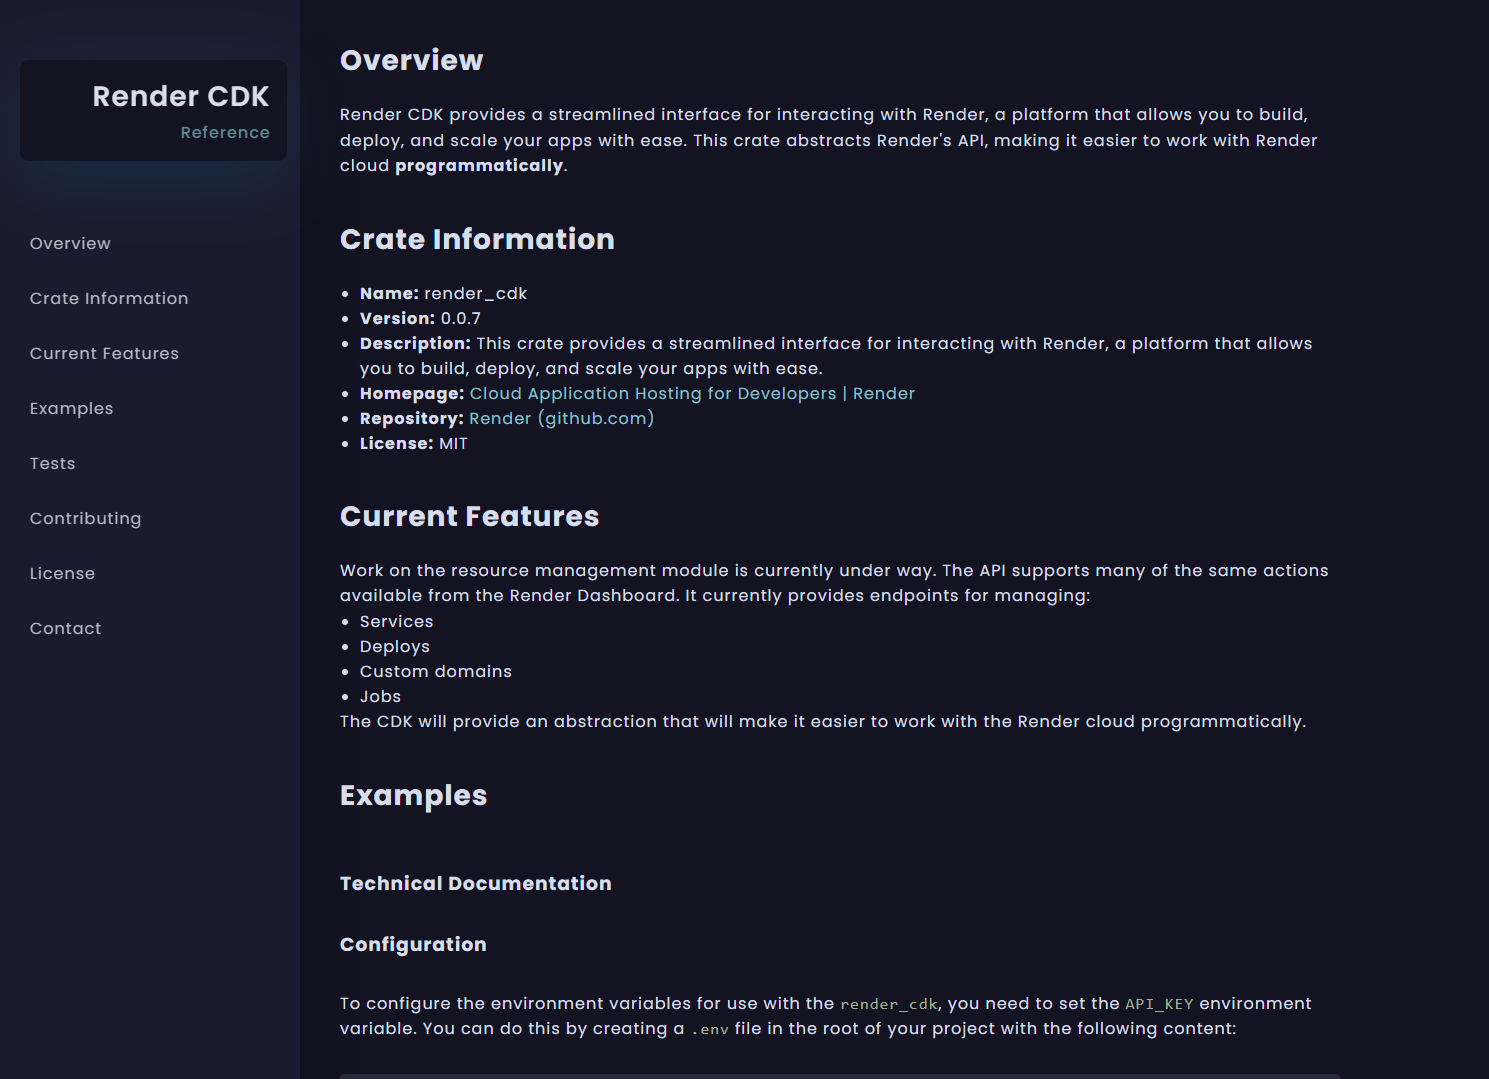 Render CDK
Reference
Overview
Crate Information
Current Features
Examples
Tests
Contributing
License
Contact
Overview
Render CDK provides a streamlined interface for interacting with Render, a platform that allows you to build,
deploy, and scale your apps with ease. This crate abstracts Render's API, making it easier to work with Render
cloud programmatically.
Crate Information
• Name: render_cdk
• Version: 0.0.7
• Description: This crate provides a streamlined interface for interacting with Render, a platform that allows
you to build, deploy, and scale your apps with ease.
• Homepage: Cloud Application Hosting for Developers | Render
• Repository: Render (github.com)
• License: MIT
Current Features
Work on the resource management module is currently under way. The API supports many of the same actions
available from the Render Dashboard. It currently provides endpoints for managing:
• Services
• Deploys
• Custom domains
• Jobs
The CDK will provide an abstraction that will make it easier to work with the Render cloud programmatically.
Examples
Technical Documentation
Configuration
To configure the environment variables for use with the render_cdk, you need to set the API_KEY environment
variable. You can do this by creating a .env file in the root of your project with the following content: